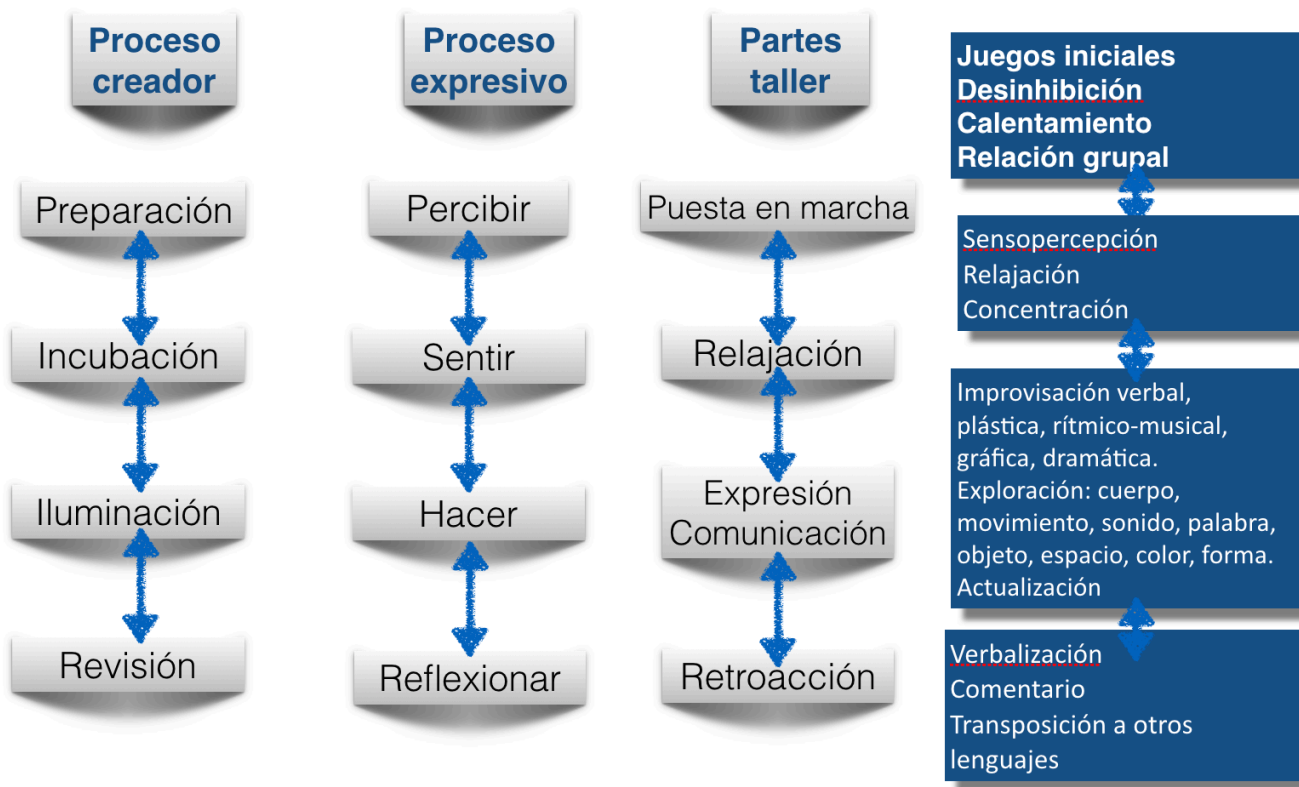 Proceso
creador
Preparación
Incubación
Iluminación
Revisión
Proceso
expresivo
Percibir
Sentir
Hacer
Reflexionar
Partes
taller
Puesta en marcha
Relajación
Expresión
Comunicación
Retroacción
Juegos iniciales
Desinhibición
Calentamiento
Relación grupal
Sensopercepción
Relajación
Concentración
Improvisación verbal,
plástica, rítmico-musical,
gráfica, dramática.
Exploración: cuerpo,
movimiento, sonido, palabra,
objeto, espacio, color, forma.
Actualización
Verbalización
Comentario
Transposición a otros
lenguajes